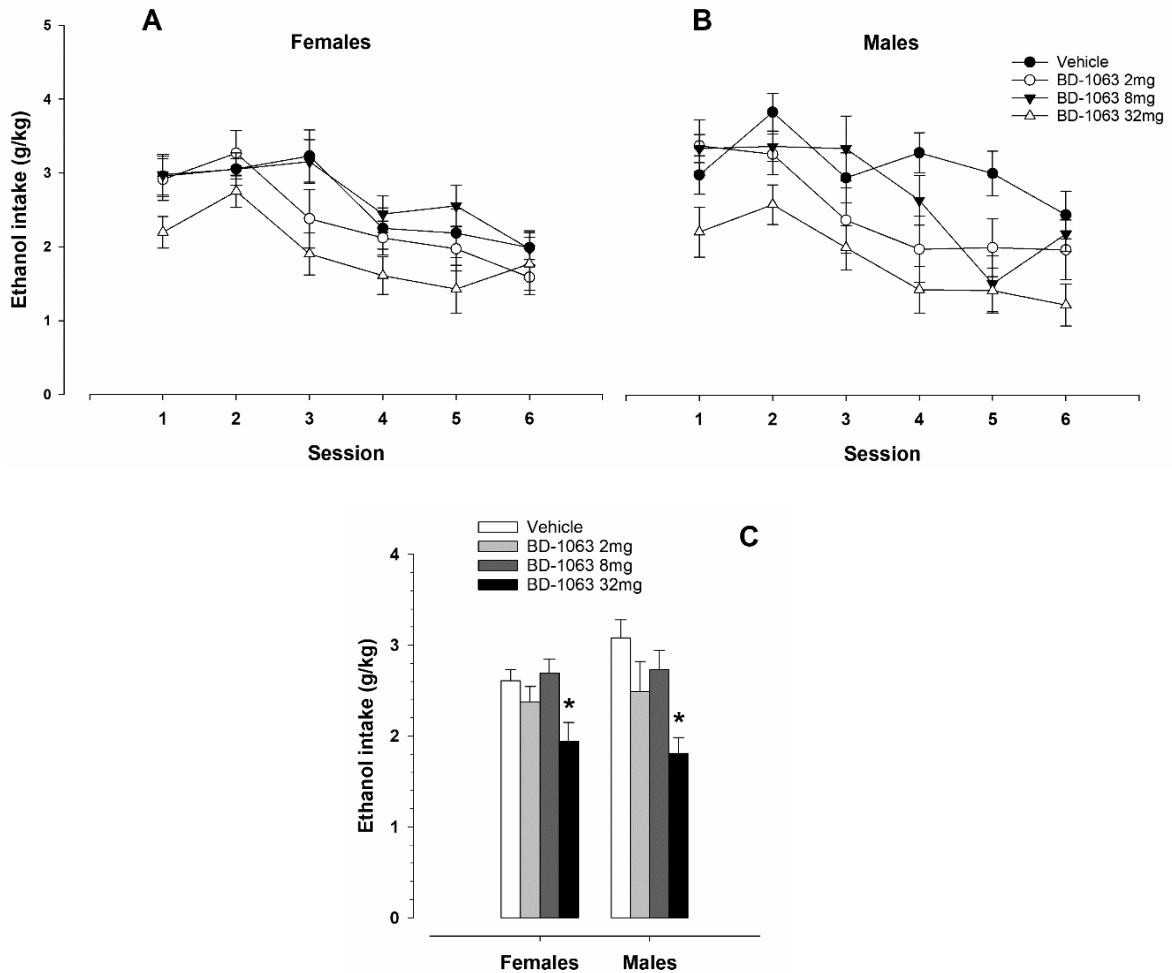 A
Females
B
Males
Vehicle
BD-1063 2mg
BD-1063 8mg
BD-1063 32mg
Ethanol intake (g/kg)
5
4
3
2
1
0
1 2 3 4 5 6
Session
1 2 3 4 5 6
Session
C
Vehicle
BD-1063 2mg
BD-1063 8mg
BD-1063 32mg
Ethanol intake (g/kg)
4
3
2
1
0
* *
Females Males